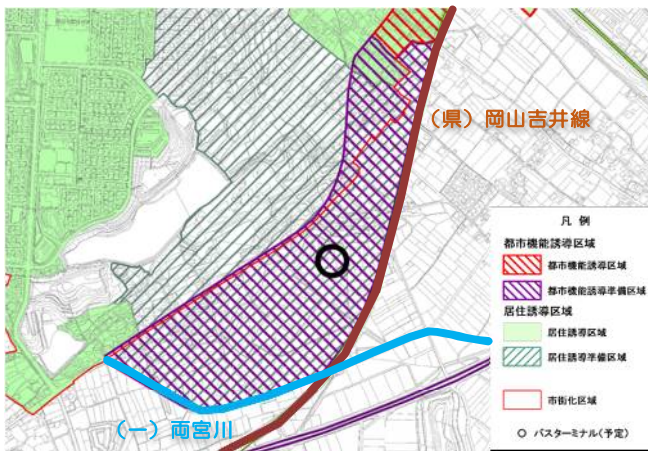 (県)岡山吉井線
(一)両宮川
凡例
都市機能誘導区域
都市機能誘導区域
都市機能誘導準備区域
居住誘導区域
居住誘導区域
居住誘導準備区域
市街化区域
バスターミナル(予定)